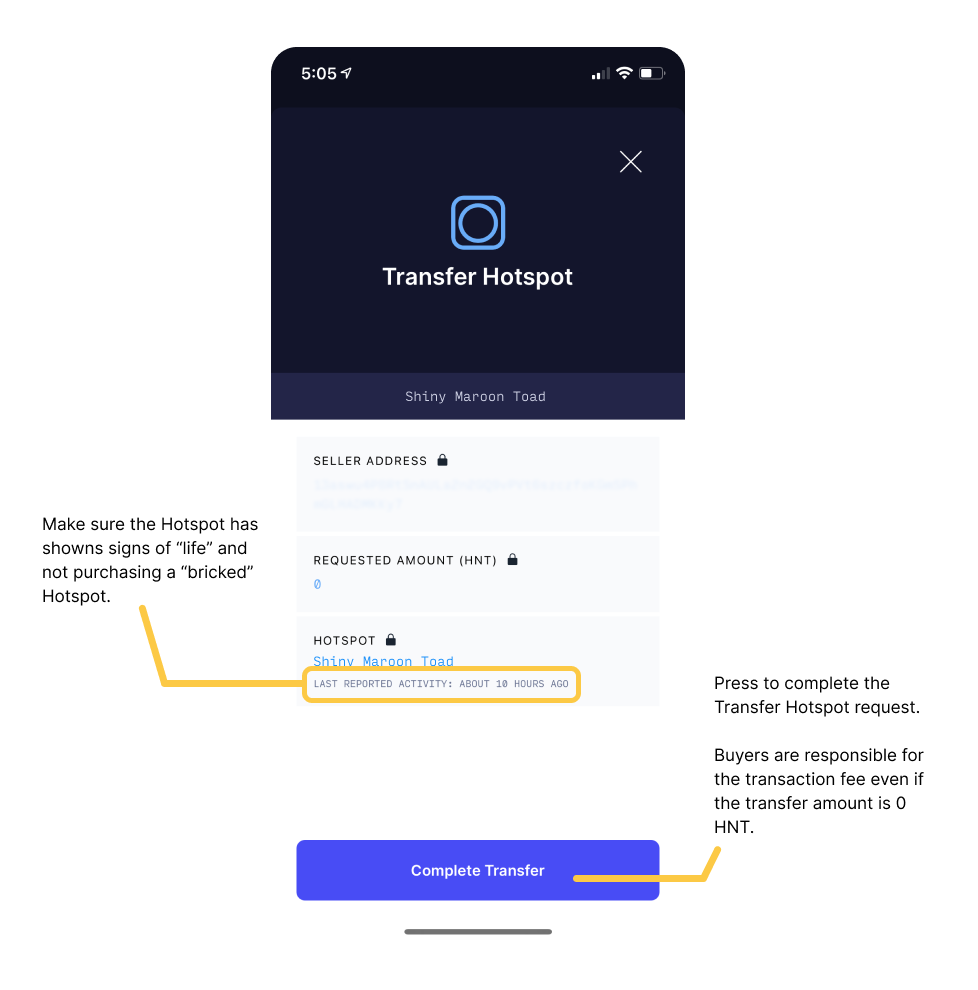 5:05
Transfer Hotspot
Shiny Maroon Toad
SELLER ADDRESS
REQUESTED AMOUNT (HNT)
0
HOTSPOT
Shiny Maroon Toad
LAST REPORTED ACTIVITY: ABOUT 10 HOURS AGO
Make sure the Hotspot has
showns signs of “life” and
not purchasing a “bricked”
Hotspot.
Press to complete the
Transfer Hotspot request.
Buyers are responsible for
the transaction fee even if
the transfer amount is 0
HNT.
Complete Transfer